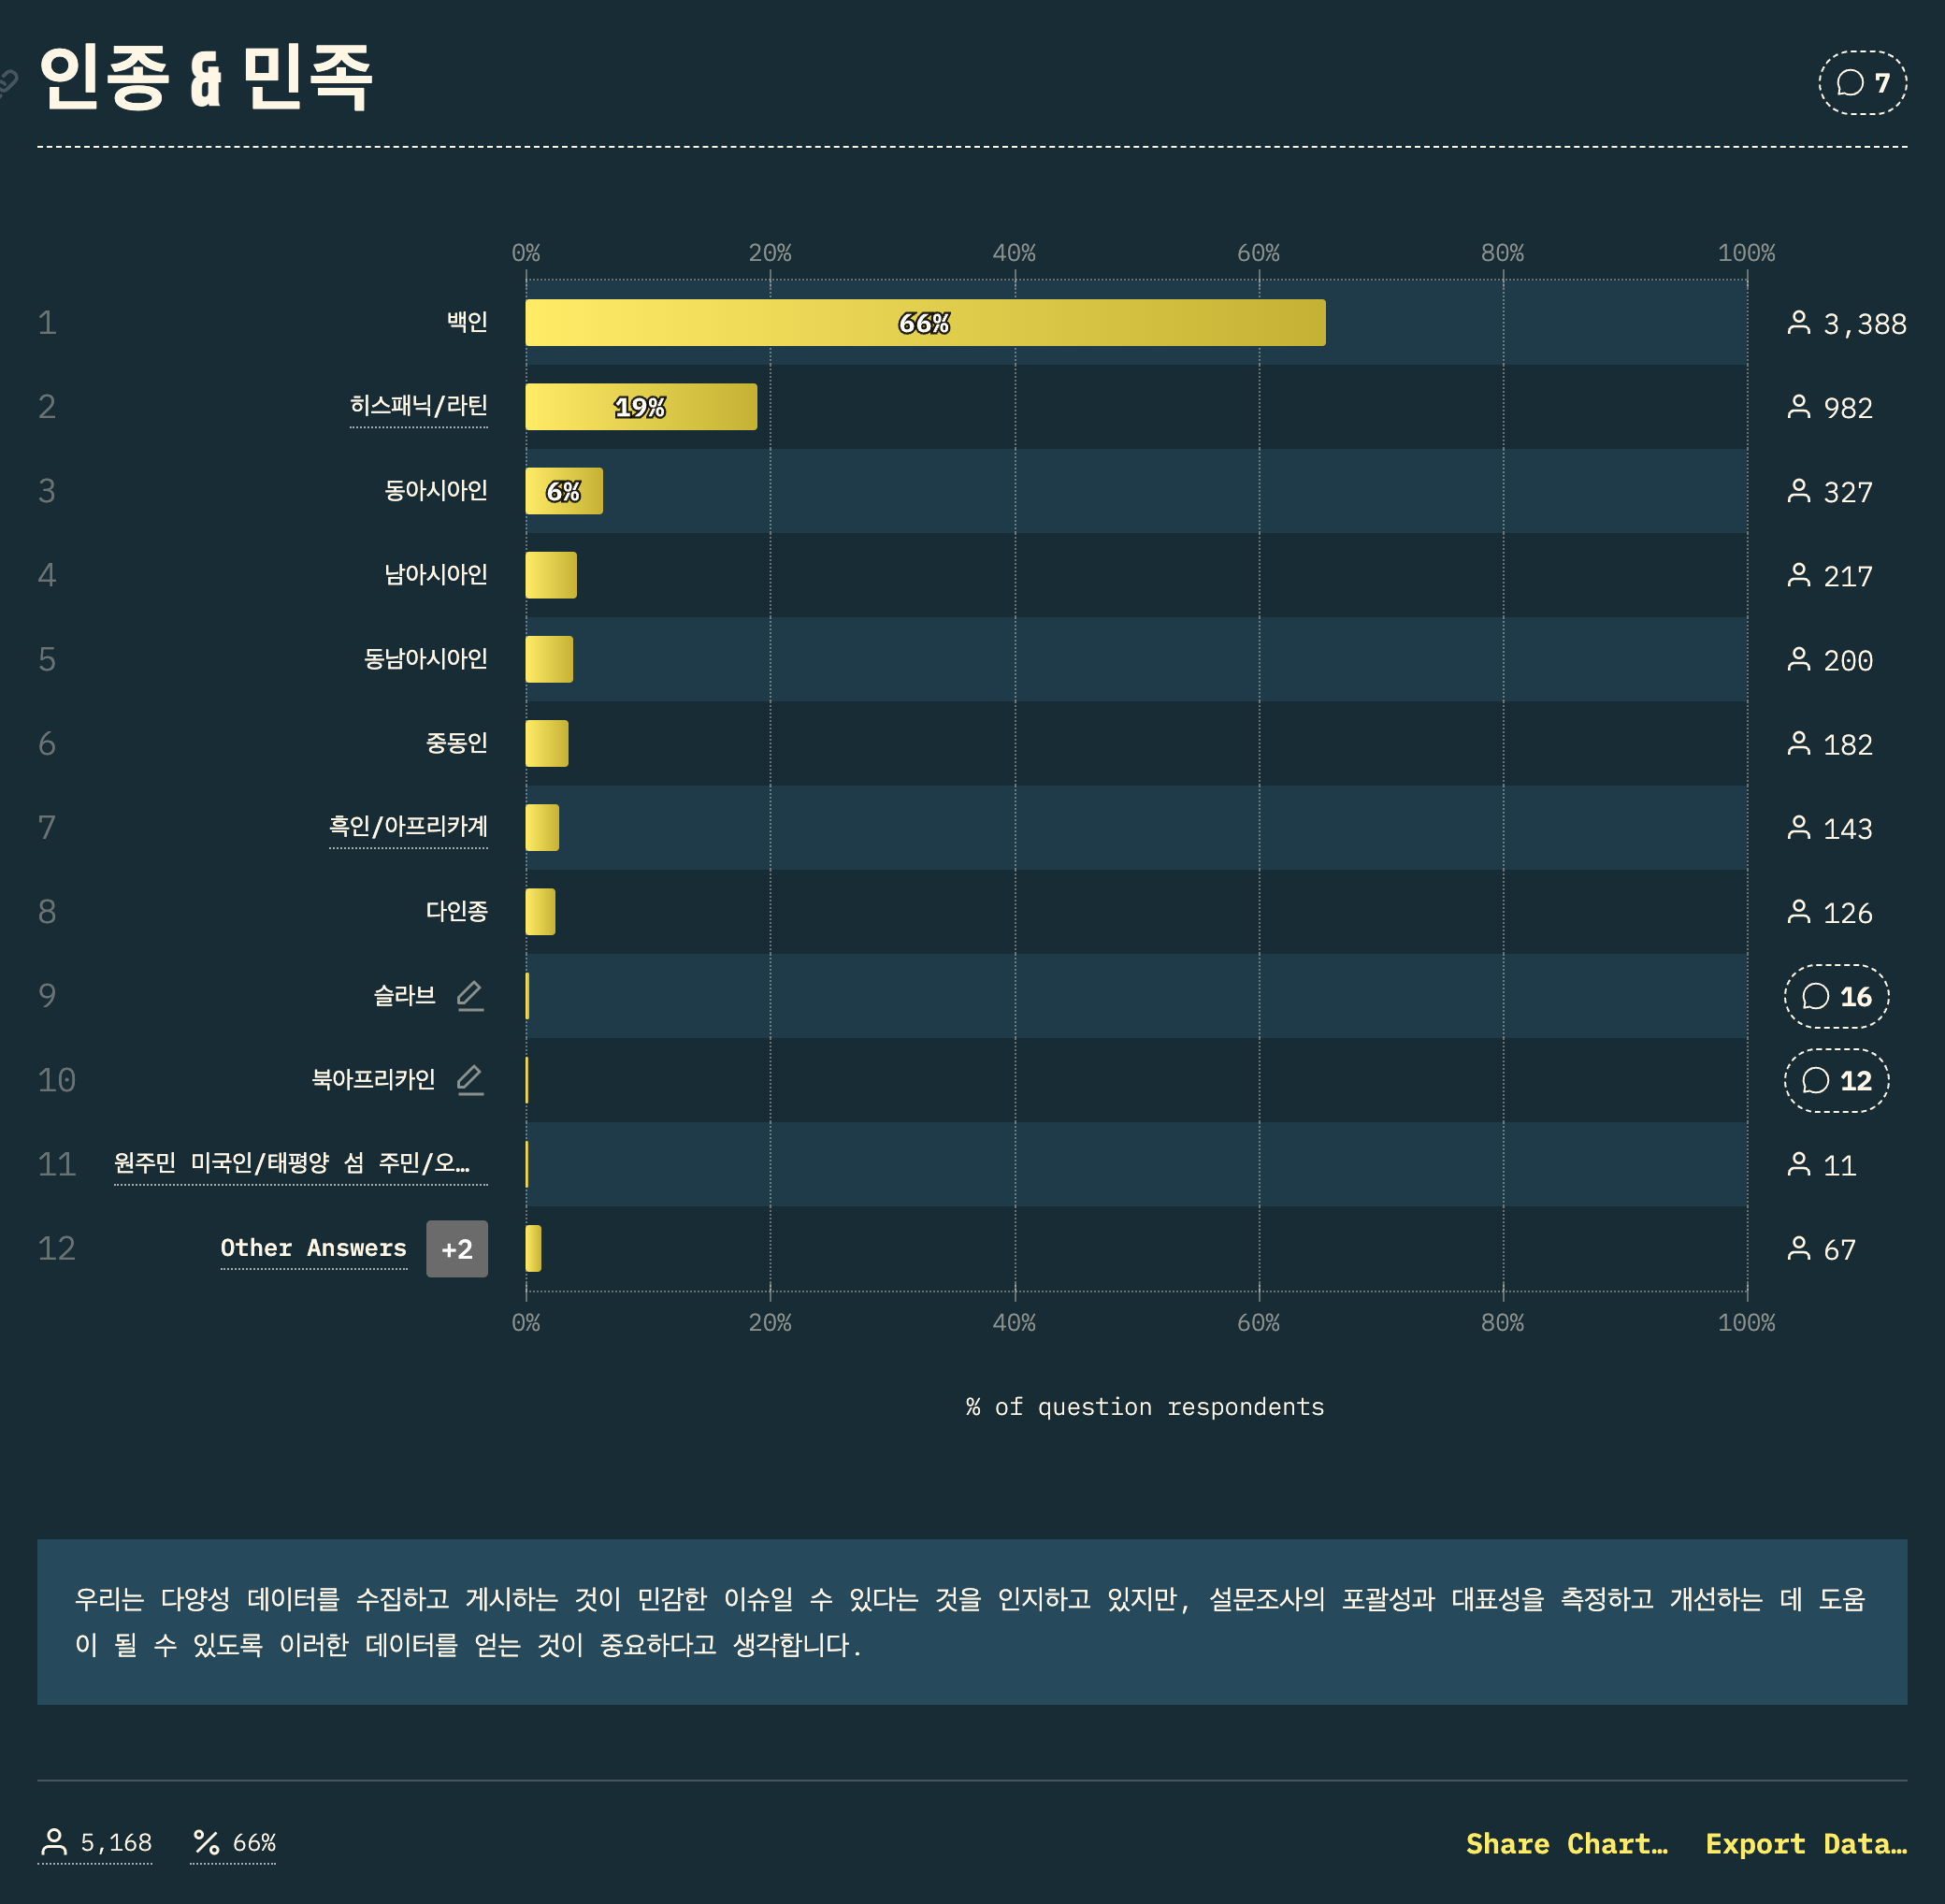 인종 & 민족
7
0% 20% 40% 60% 80% 100%
1 백인 66% 3,388
2 히스패닉/라틴 19% 982
3 동아시아인 6% 327
4 남아시아인 217
5 동남아시아인 200
6 중동인 182
7 흑인/아프리카계 143
8 다인종 126
9 슬라브 16
10 북아프리카인 12
11 원주민 미국인/태평양 섬 주민/오… 11
12 Other Answers +2 67
0% 20% 40% 60% 80% 100%
% of question respondents
우리는 다양성 데이터를 수집하고 게시하는 것이 민감한 이슈일 수 있다는 것을 인지하고 있지만, 설문조사의 포괄성과 대표성을 측정하고 개선하는 데 도움
이 될 수 있도록 이러한 데이터를 얻는 것이 중요하다고 생각합니다.
5,168 % 66% Share Chart… Export Data…